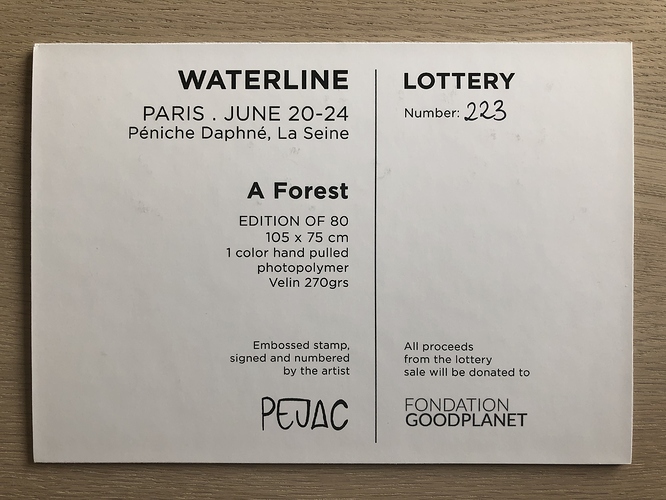 WATERLINE
PARIS . JUNE 20-24
Péniche Daphné, La Seine
A Forest
EDITION OF 80
105 x 75 cm
1 color hand pulled
photopolymer
Velin 270grs
Embossed stamp,
signed and numbered
by the artist
PEJAC
LOTTERY
Number: 223
All proceeds
from the lottery
sale will be donated to
FONDATION
GOODPLANET